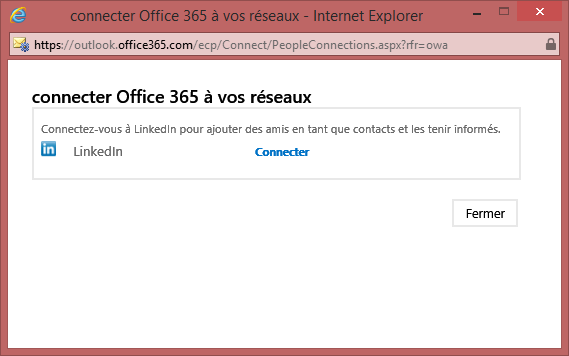 connecter Office 365 à vos réseaux - Internet Explorer
https://outlook.office365.com/ecp/Connect/PeopleConnections.aspx?rfr=owa
connecter Office 365 à vos réseaux
Connectez-vous à LinkedIn pour ajouter des amis en tant que contacts et les tenir informés.
in LinkedIn Connecter
Fermer